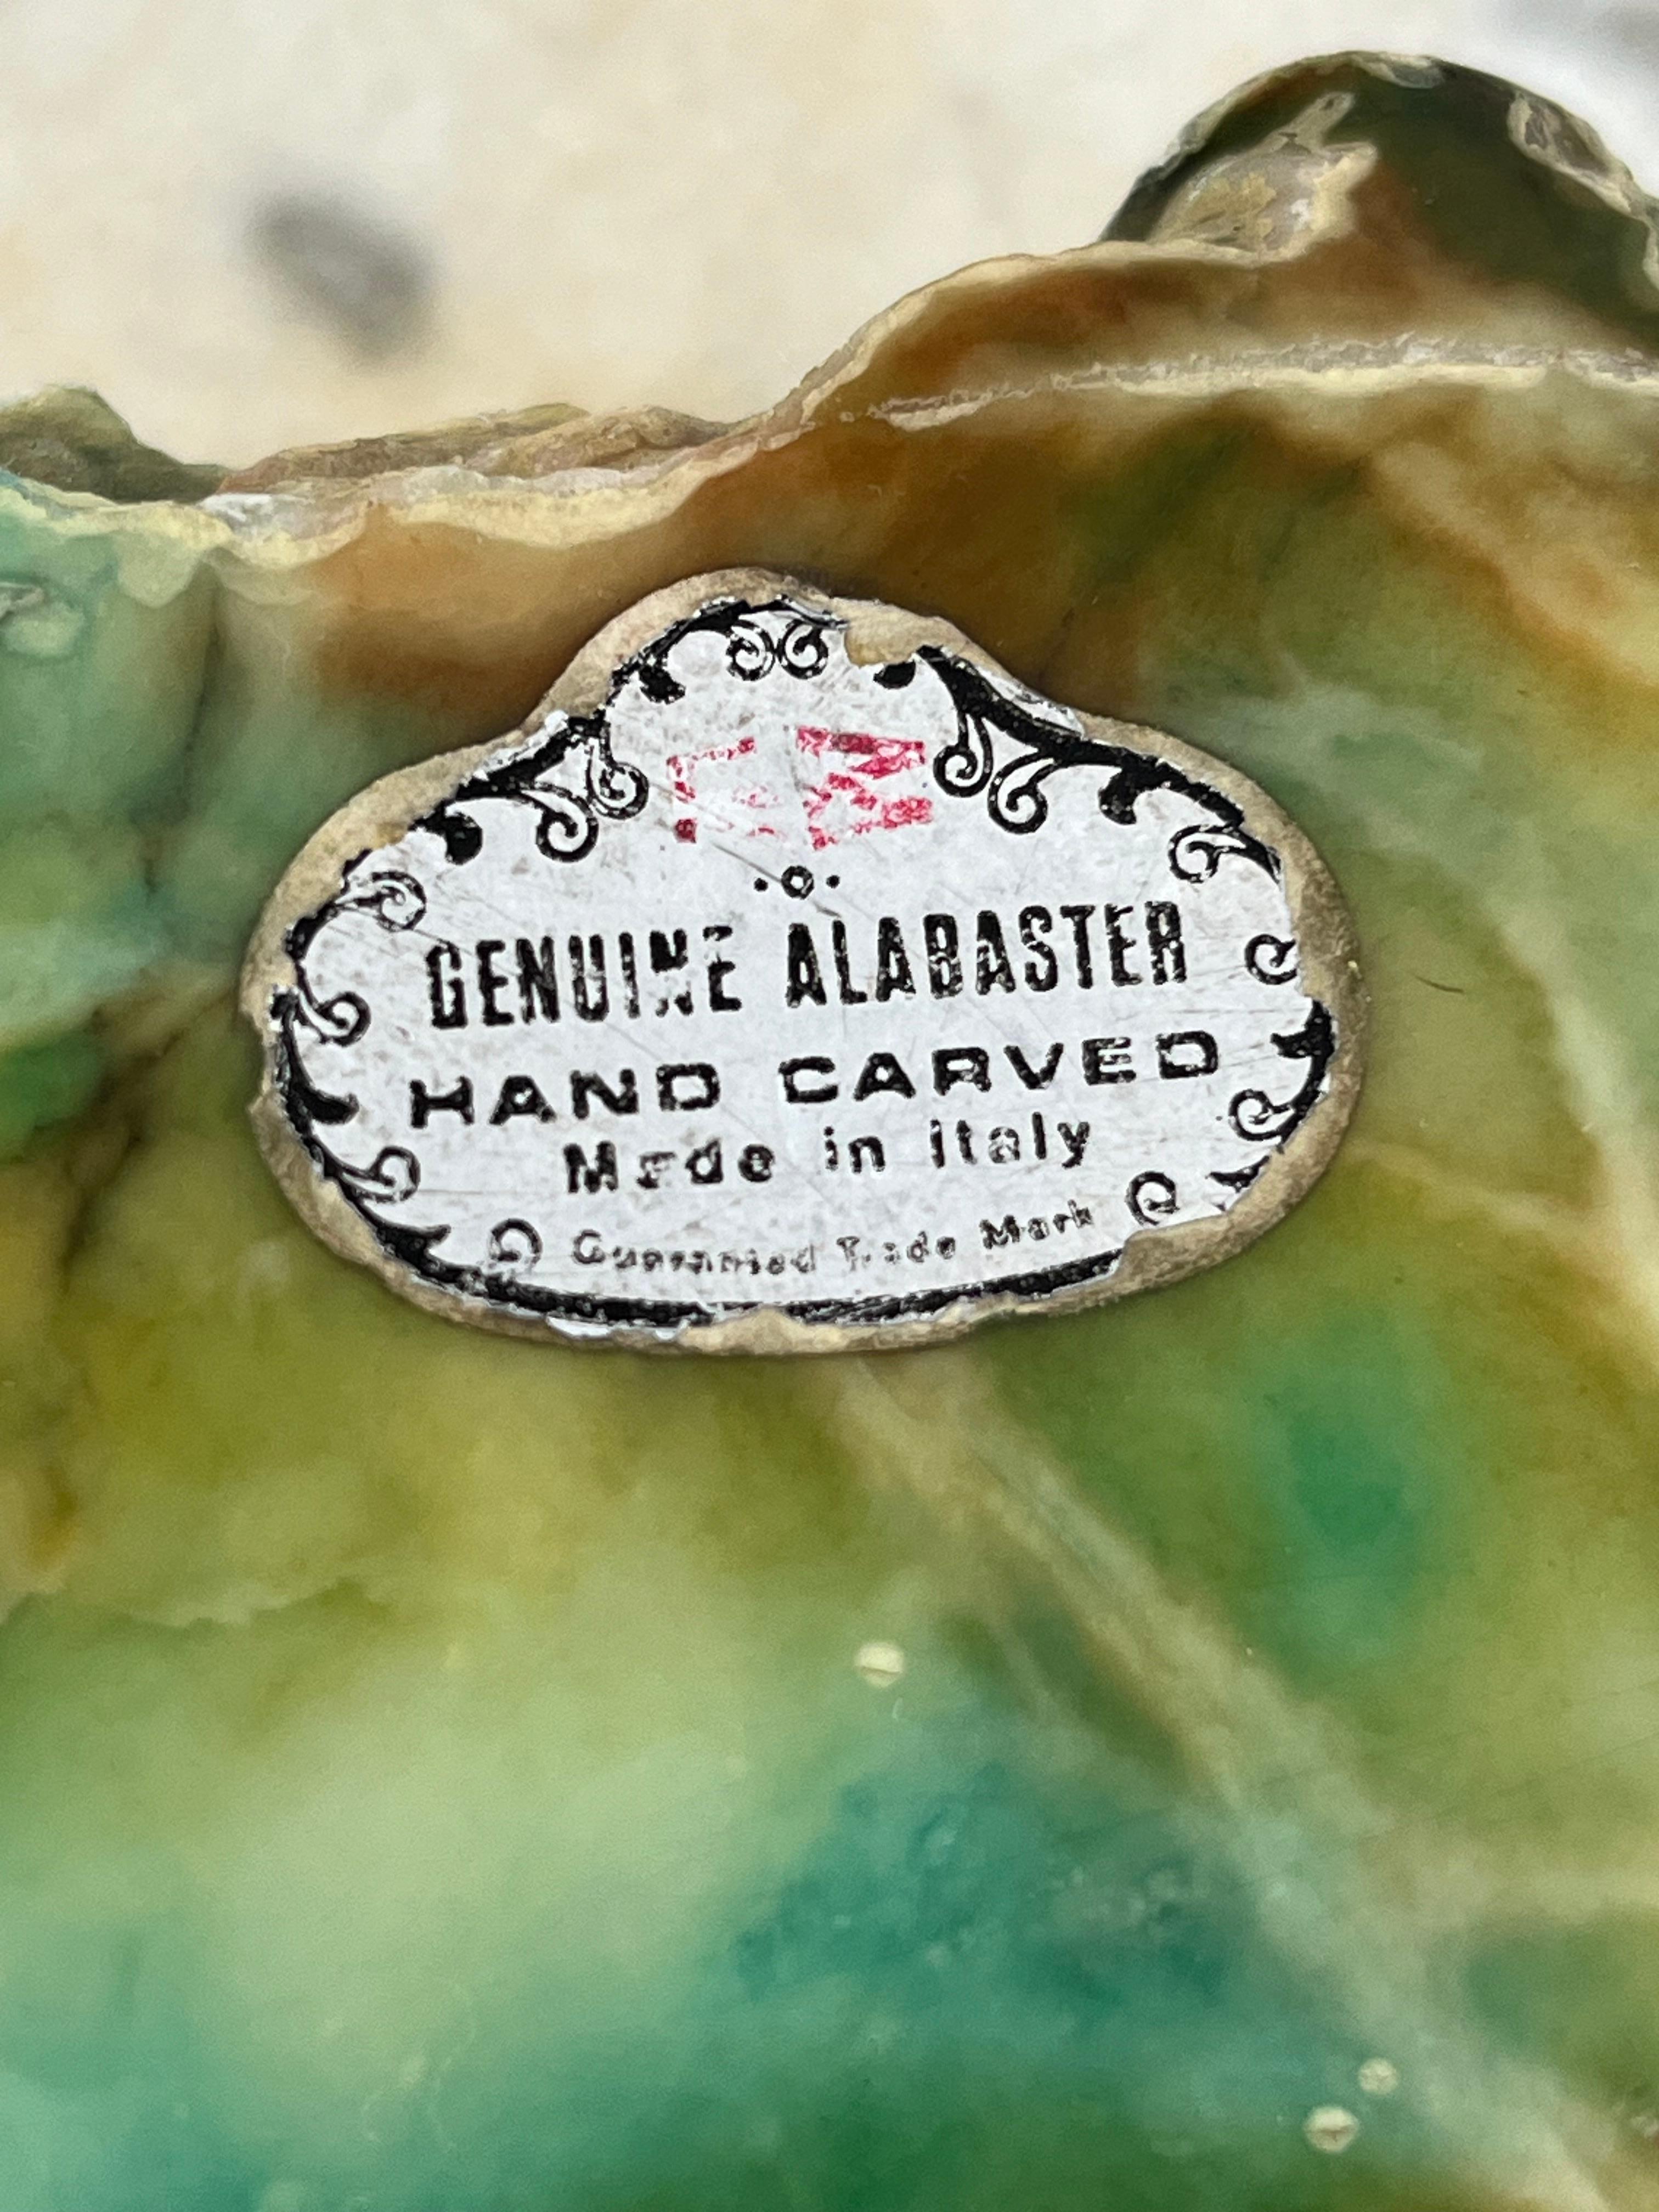 GENUINE ALABASTER
HAND CARVED
Made in Italy
Guaranteed Trade Mark